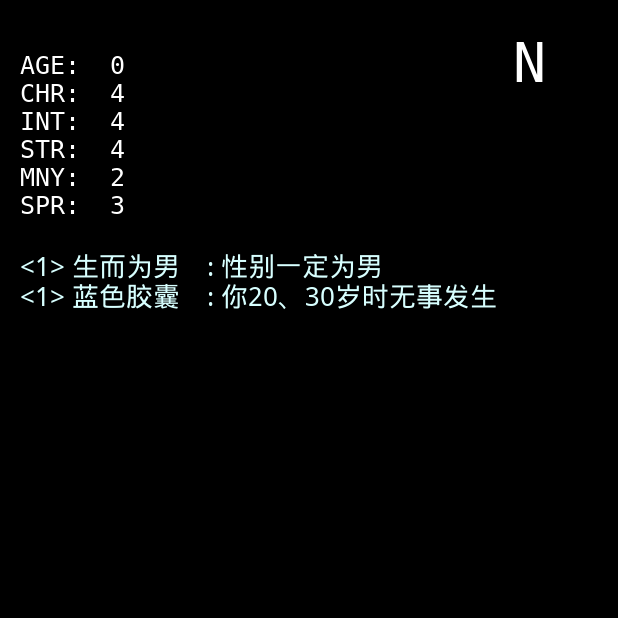 N
AGE: 0
CHR: 4
INT: 4
STR: 4
MNY: 2
SPR: 3
<1> 生而为男 : 性别一定为男
<1> 蓝色胶囊 : 你20、30岁时无事发生